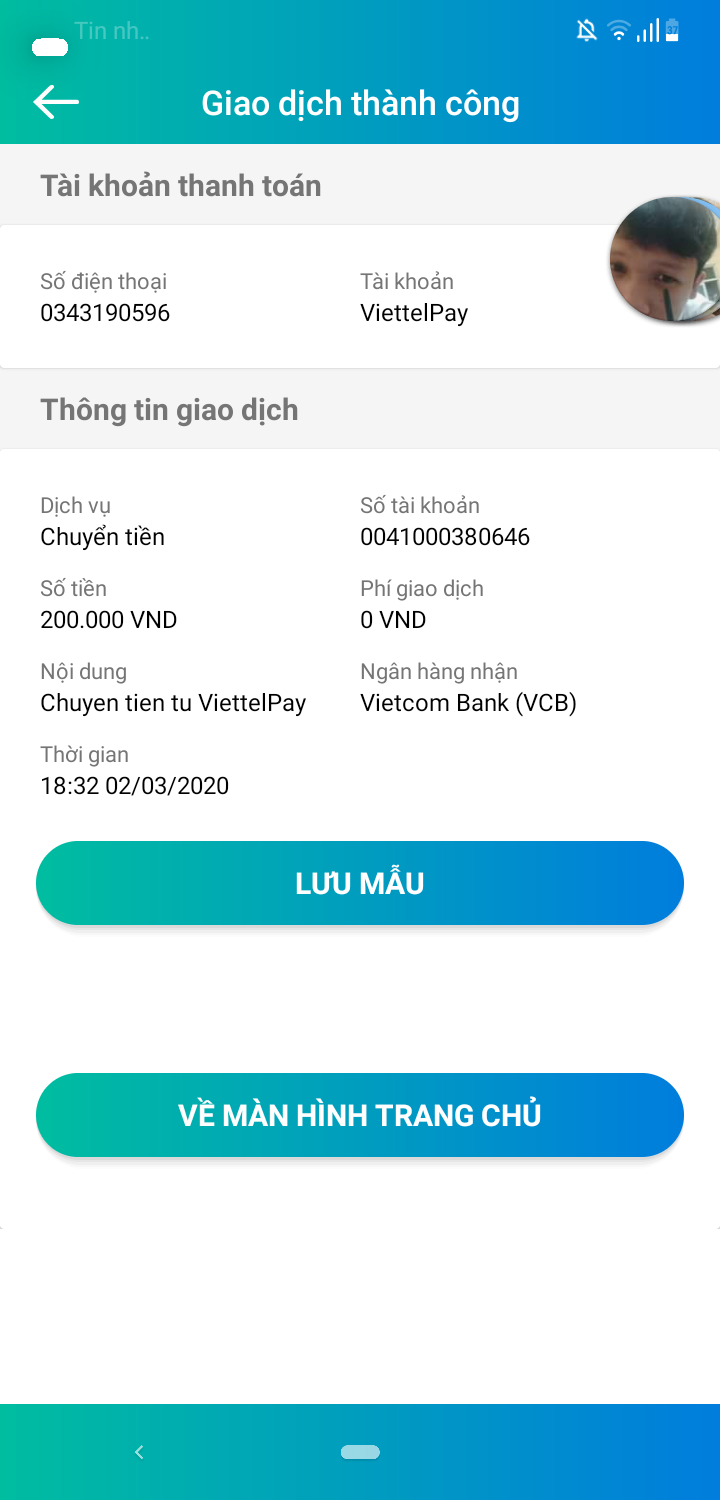 Tin nh..
37
Giao dịch thành công
Tài khoản thanh toán
Số điện thoại
Tài khoản
0343190596
ViettelPay
Thông tin giao dịch
Dịch vụ
Số tài khoản
Chuyển tiền
0041000380646
Số tiền
Phí giao dịch
200.000 VND
0 VND
Nội dung
Ngân hàng nhận
Chuyen tien tu ViettelPay
Vietcom Bank (VCB)
Thời gian
18:32 02/03/2020
LƯU MẪU
VỀ MÀN HÌNH TRANG CHỦ